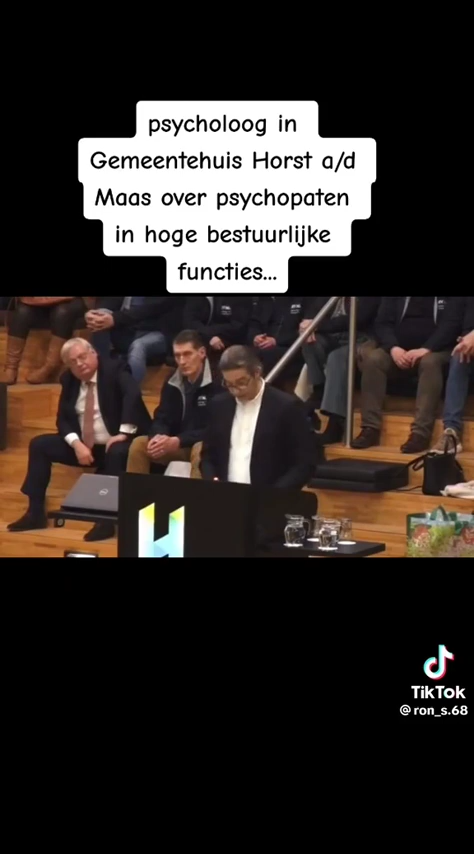 psycholoog in
Gemeentehuis Horst a/d
Maas over psychopaten
in hoge bestuurlijke
functies...
H
TikTok
@ron_s.68